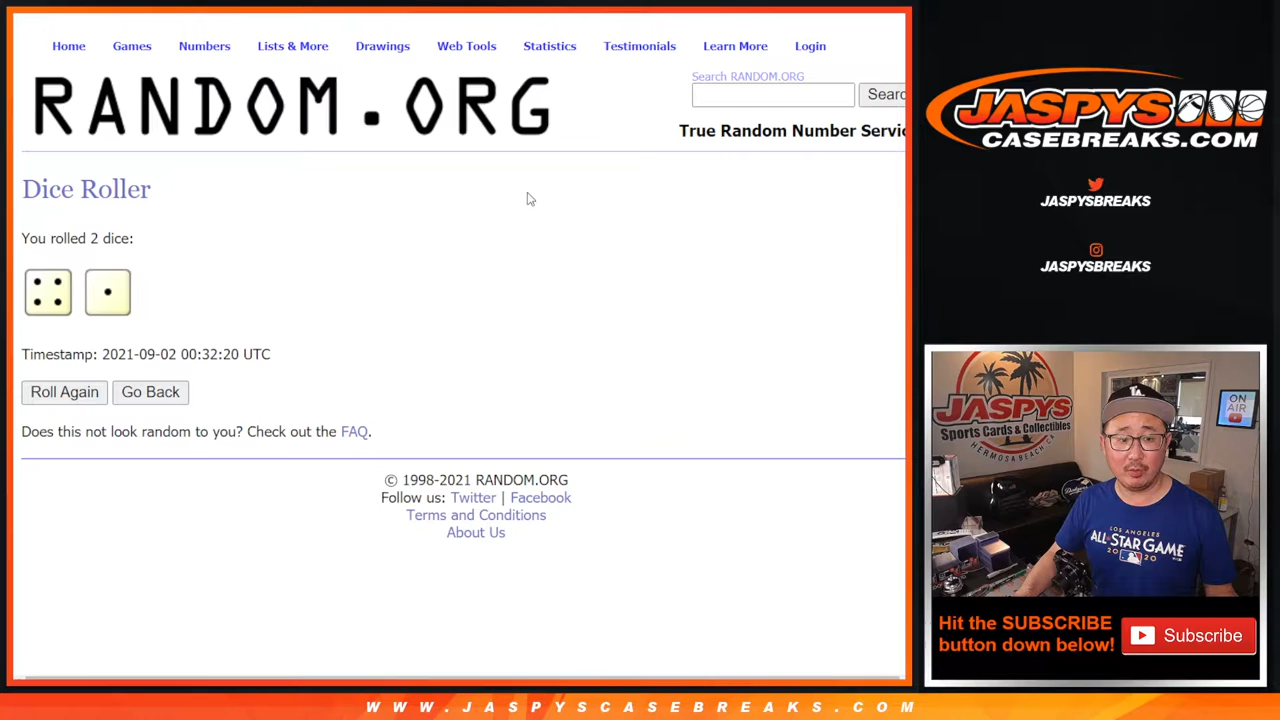 Home Games Numbers Lists & More Drawings Web Tools Statistics Testimonials Learn More Login
RANDOM.ORG
Search RANDOM.ORG
Searc
True Random Number Servic
Dice Roller
You rolled 2 dice:
Timestamp: 2021-09-02 00:32:20 UTC
Roll Again Go Back
Does this not look random to you? Check out the FAQ.
© 1998-2021 RANDOM.ORG
Follow us: Twitter | Facebook
Terms and Conditions
About Us
JASPYS
CASEBREAKS.COM
JASPYSBREAKS
JASPYSBREAKS
JASPYS
Sports Cards & Collectibles
HERMOSA BEACH, CA
ON
AIR
LA
Dodgers
LOS ANGELES
ALL-STAR GAME
2020
Hit the SUBSCRIBE
button down below!
Subscribe
WWW.JASPYSCASEBREAKS.COM